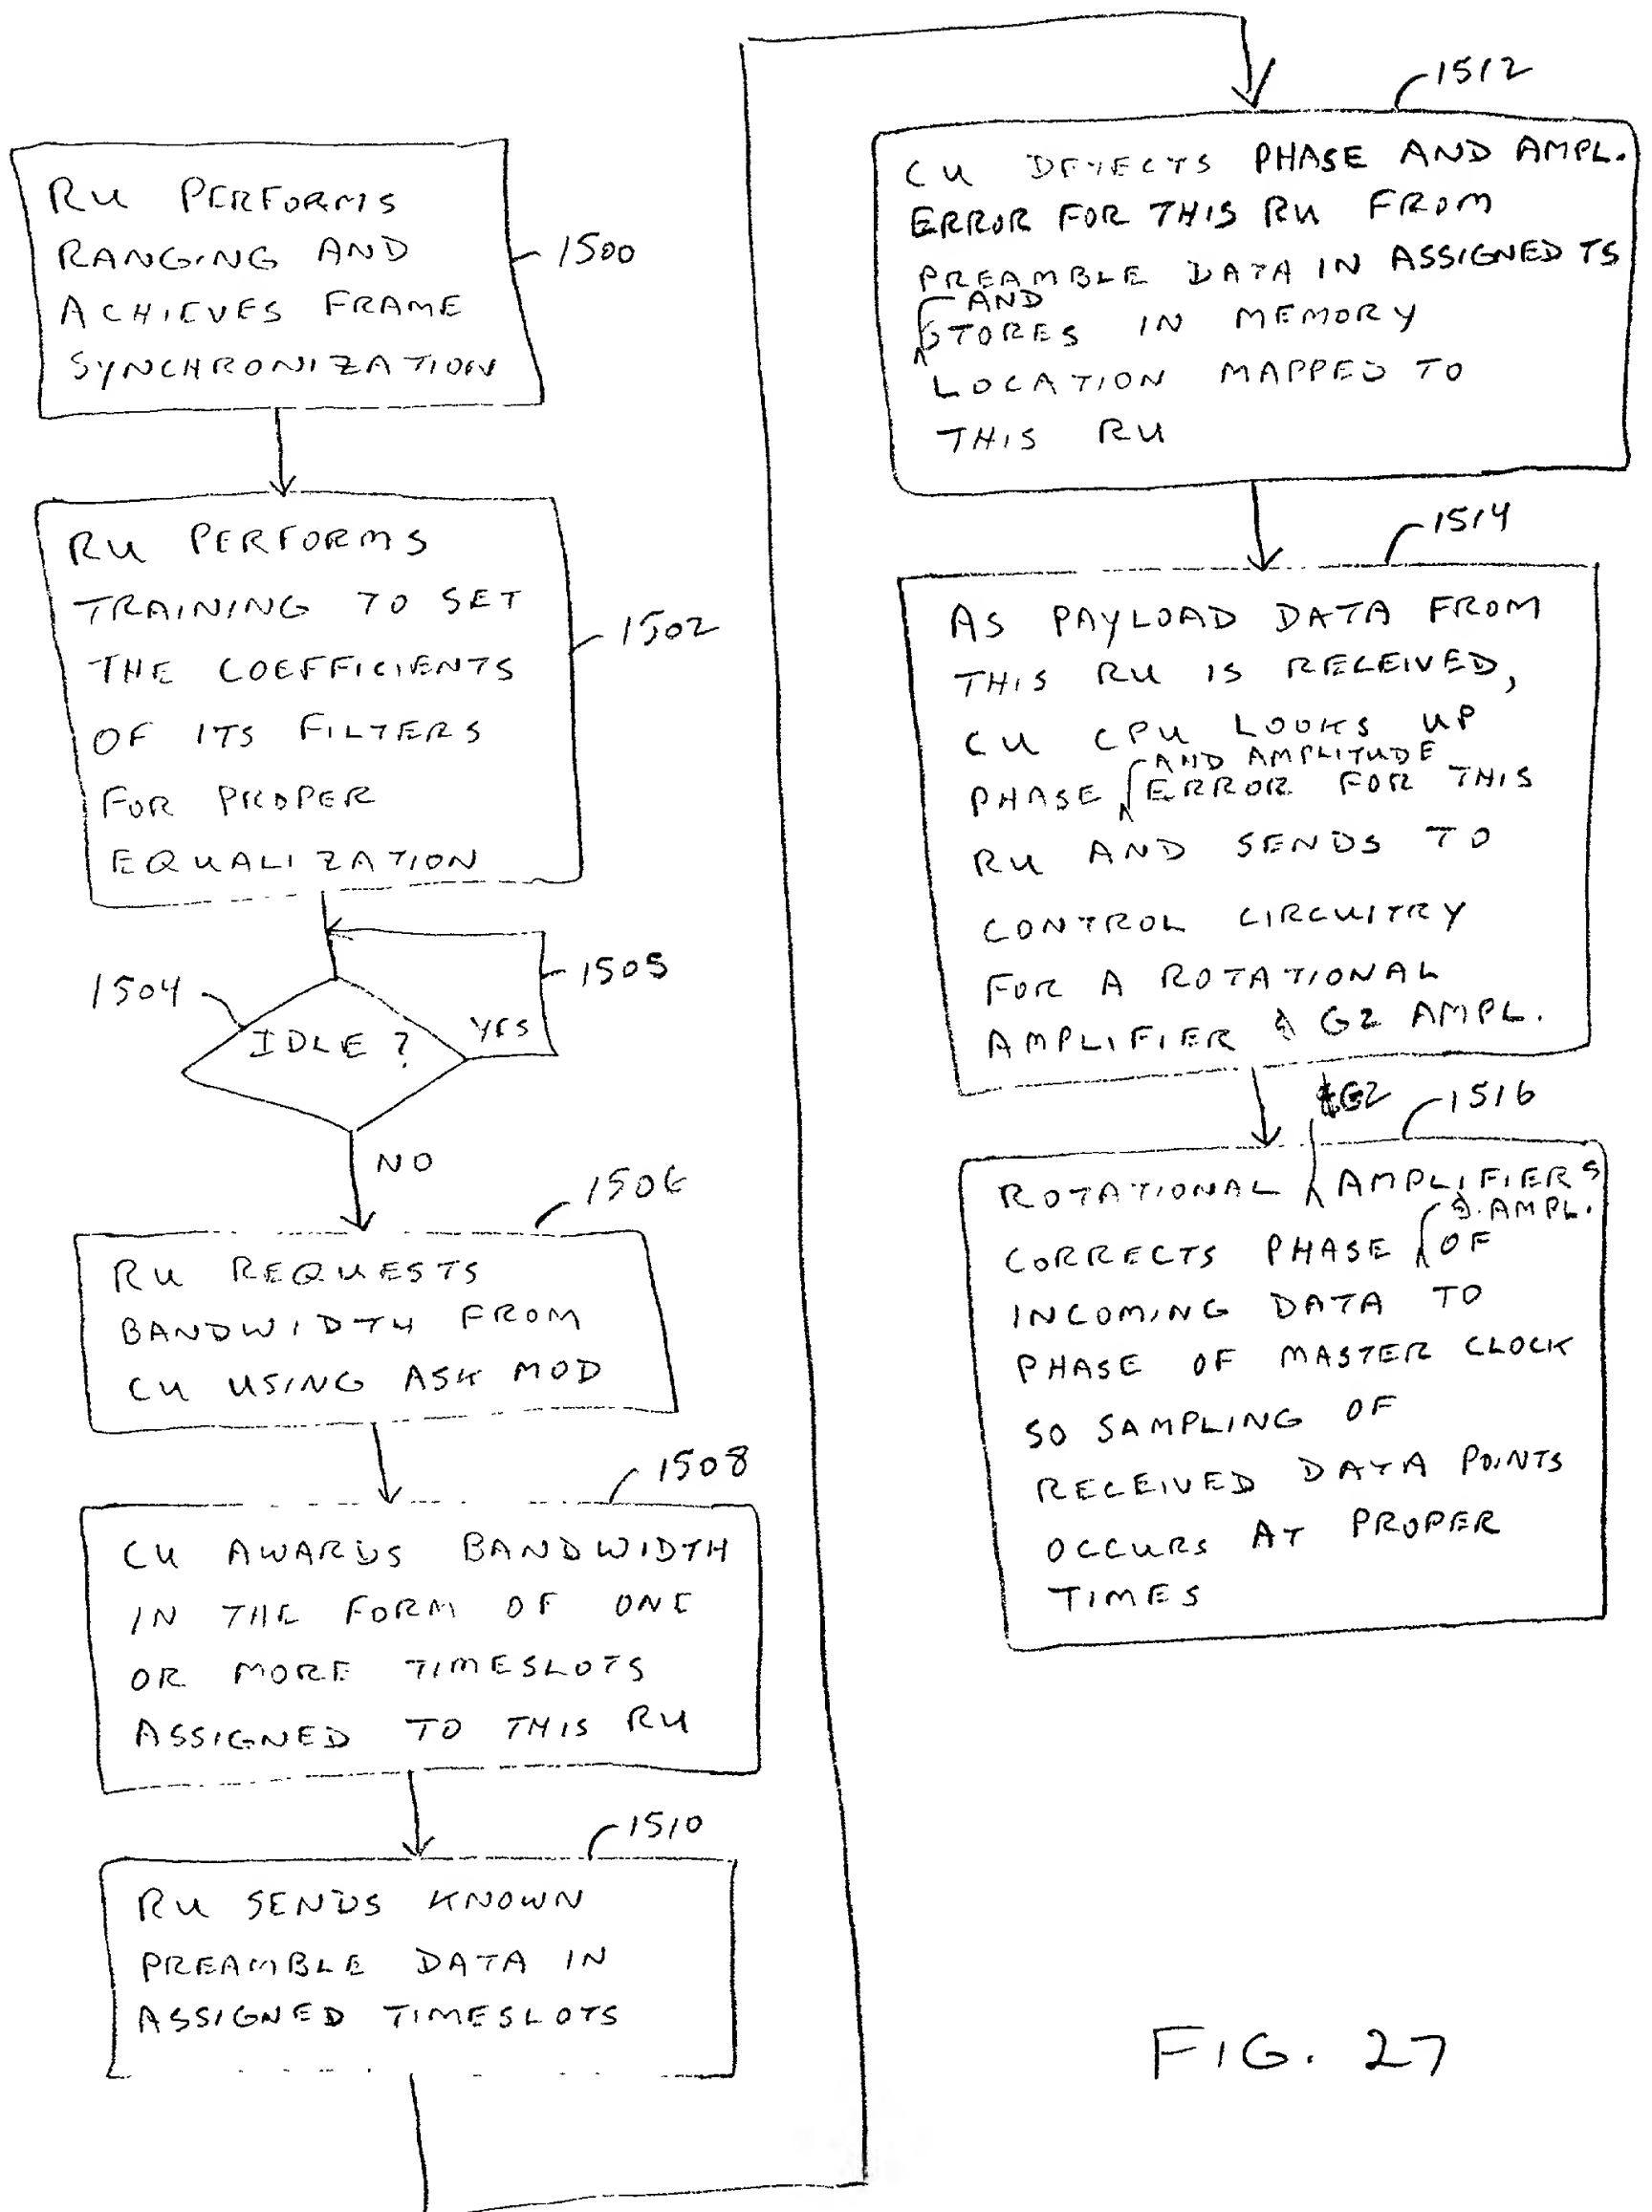 RU PERFORMS
RANGING AND
ACHIEVES FRAME
SYNCHRONIZATION
1500
RU PERFORMS
TRAINING TO SET
THE COEFFICIENTS
OF ITS FILTERS
FOR PROPER
EQUALIZATION
1502
1504
IDLE ?
YES
1505
NO
1506
RU REQUESTS
BANDWIDTH FROM
CU USING ASK MOD
1508
CU AWARDS BANDWIDTH
IN THE FORM OF ONE
OR MORE TIMESLOTS
ASSIGNED TO THIS RU
1510
RU SENDS KNOWN
PREAMBLE DATA IN
ASSIGNED TIMESLOTS
1512
CU DETECTS PHASE AND AMPL.
ERROR FOR THIS RU FROM
PREAMBLE DATA IN ASSIGNED TS
AND
STORES IN MEMORY
LOCATION MAPPED TO
THIS RU
1514
AS PAYLOAD DATA FROM
THIS RU IS RECEIVED,
CU CPU LOOKS UP
AND AMPLITUDE
PHASE ERROR FOR THIS
RU AND SENDS TO
CONTROL CIRCUITRY
FOR A ROTATIONAL
AMPLIFIER & G2 AMPL.
&G2
1516
ROTATIONAL AMPLIFIERS
& AMPL.
CORRECTS PHASE OF
INCOMING DATA TO
PHASE OF MASTER CLOCK
SO SAMPLING OF
RECEIVED DATA POINTS
OCCURS AT PROPER
TIMES
FIG. 27